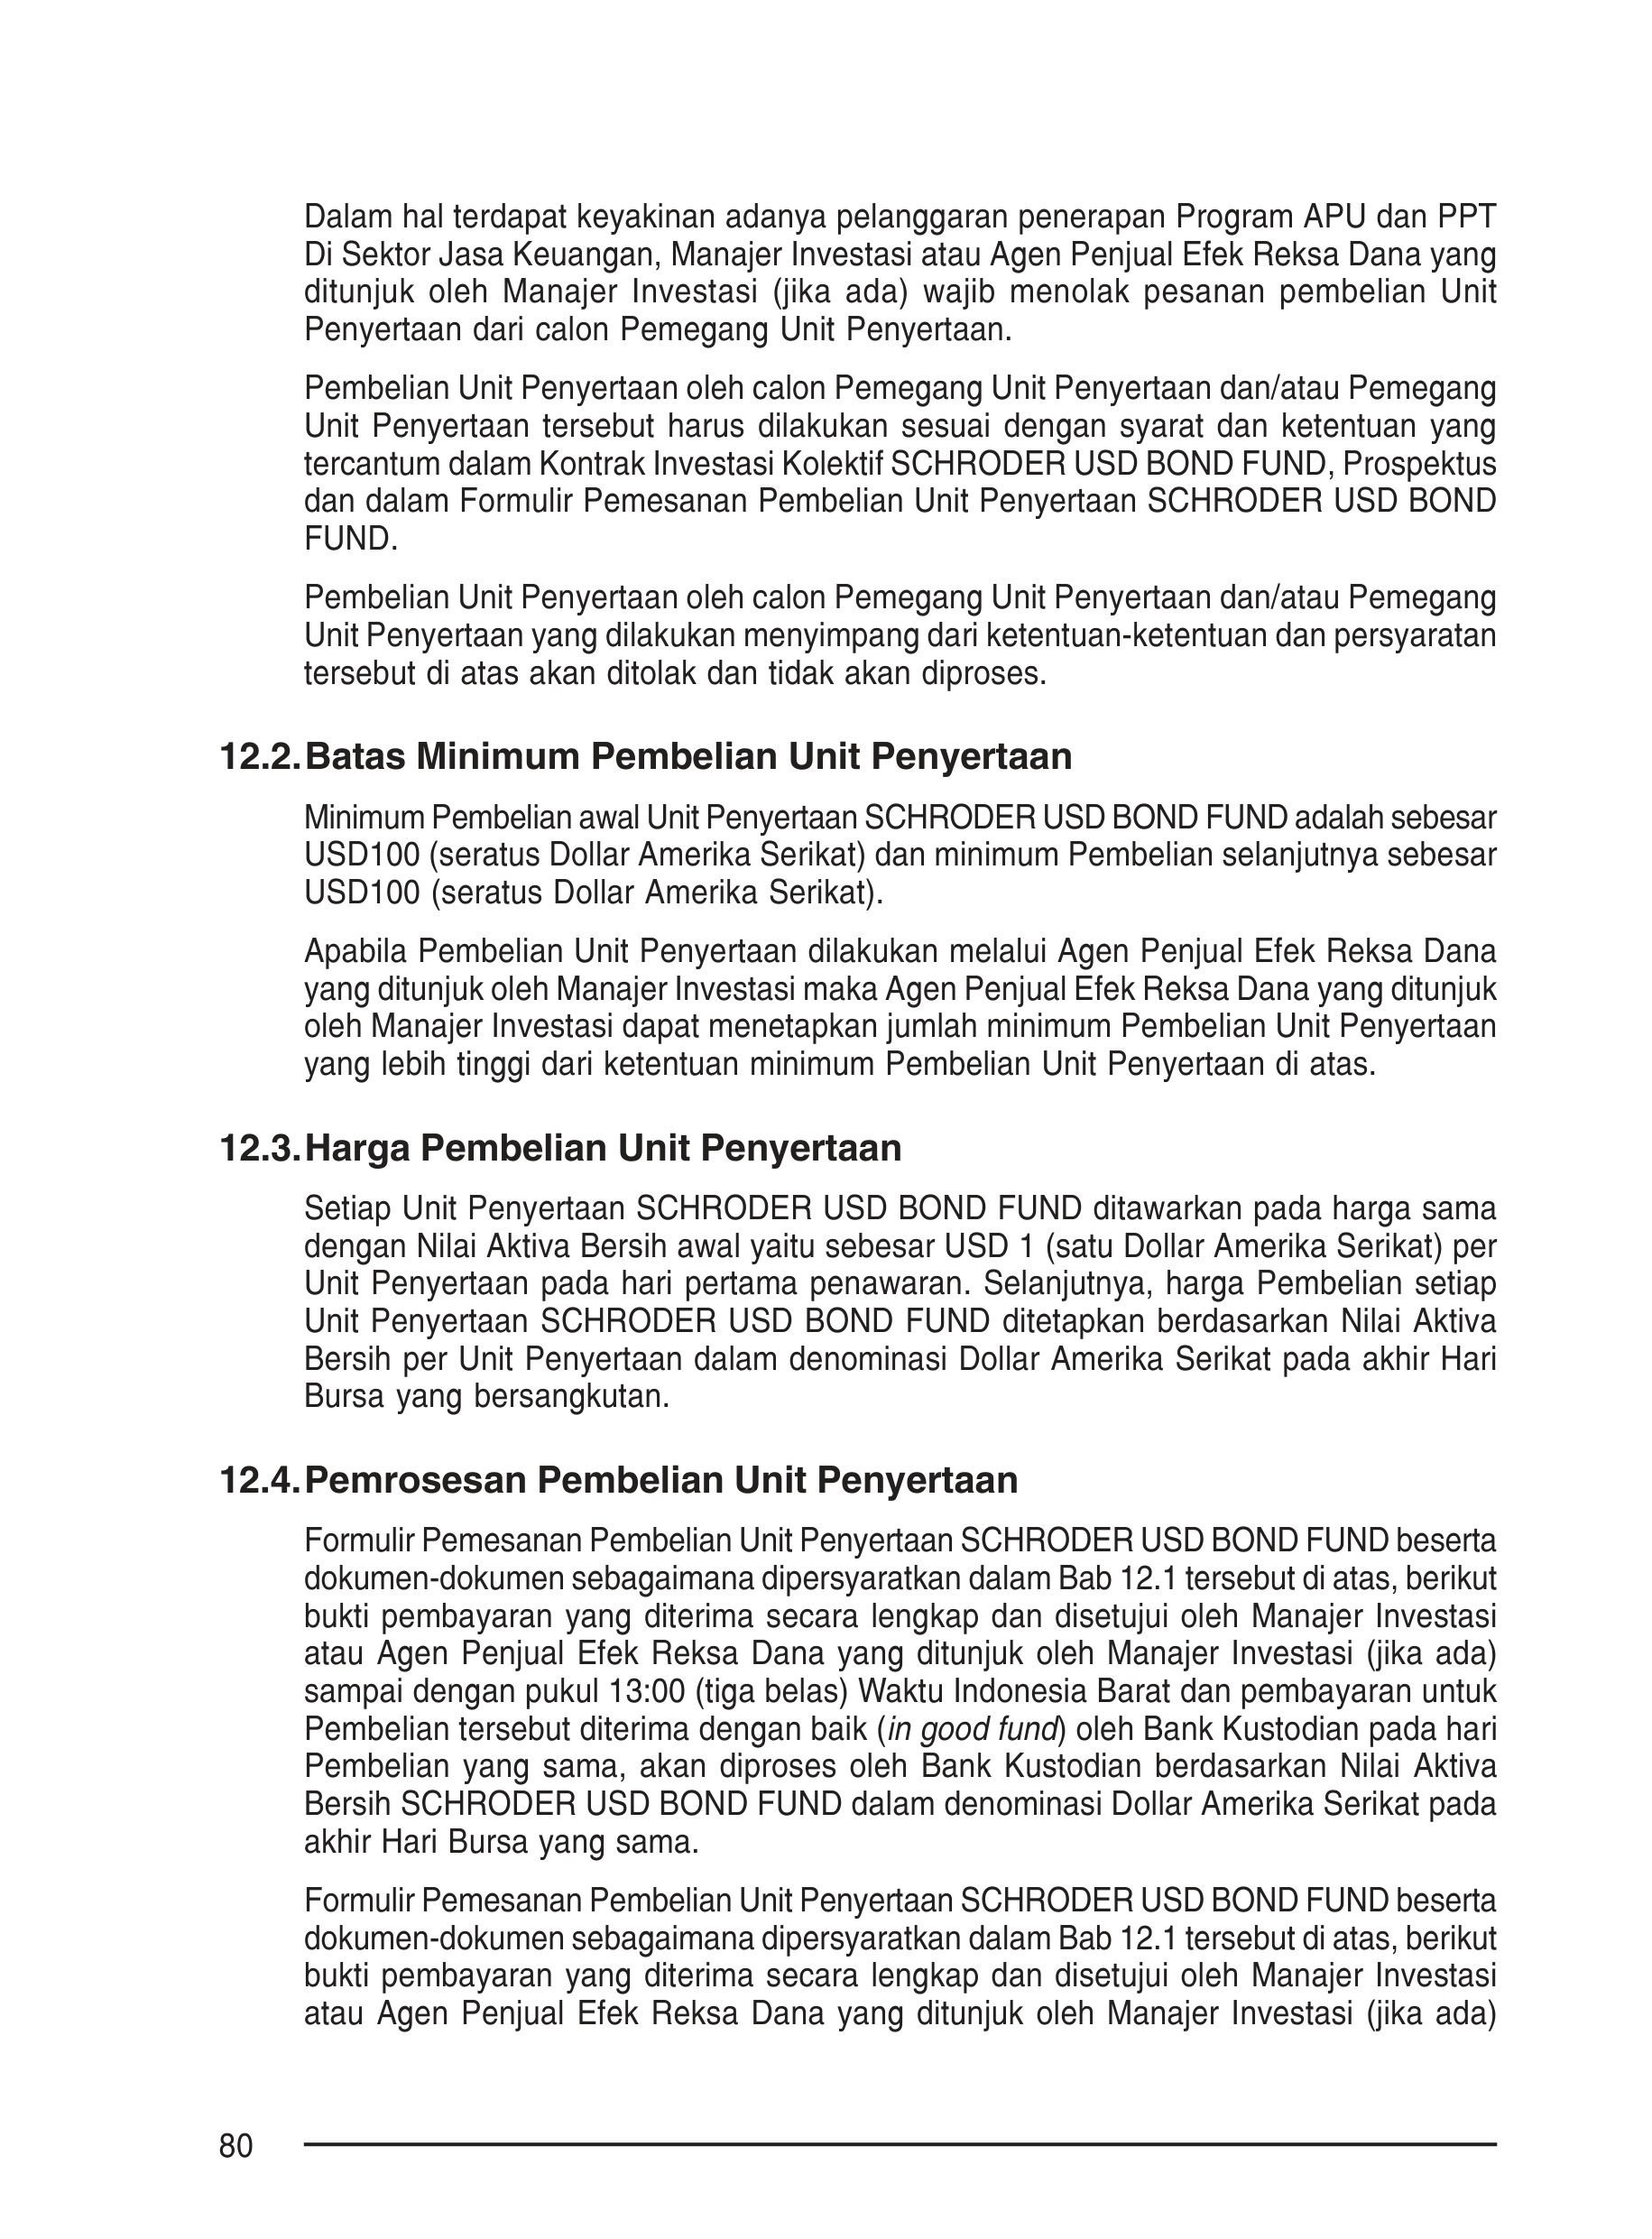 Dalam hal terdapat keyakinan adanya pelanggaran penerapan Program APU dan PPT
Di Sektor Jasa Keuangan, Manajer Investasi atau Agen Penjual Efek Reksa Dana yang
ditunjuk oleh Manajer Investasi (jika ada) wajib menolak pesanan pembelian Unit
Penyertaan dari calon Pemegang Unit Penyertaan.
Pembelian Unit Penyertaan oleh calon Pemegang Unit Penyertaan dan/atau Pemegang
Unit Penyertaan tersebut harus dilakukan sesuai dengan syarat dan ketentuan yang
tercantum dalam Kontrak Investasi Kolektif SCHRODER USD BOND FUND, Prospektus
dan dalam Formulir Pemesanan Pembelian Unit Penyertaan SCHRODER USD BOND
FUND.
Pembelian Unit Penyertaan oleh calon Pemegang Unit Penyertaan dan/atau Pemegang
Unit Penyertaan yang dilakukan menyimpang dari ketentuan-ketentuan dan persyaratan
tersebut di atas akan ditolak dan tidak akan diproses.
12.2. Batas Minimum Pembelian Unit Penyertaan
Minimum Pembelian awal Unit Penyertaan SCHRODER USD BOND FUND adalah sebesar
USD100 (seratus Dollar Amerika Serikat) dan minimum Pembelian selanjutnya sebesar
USD100 (seratus Dollar Amerika Serikat).
Apabila Pembelian Unit Penyertaan dilakukan melalui Agen Penjual Efek Reksa Dana
yang ditunjuk oleh Manajer Investasi maka Agen Penjual Efek Reksa Dana yang ditunjuk
oleh Manajer Investasi dapat menetapkan jumlah minimum Pembelian Unit Penyertaan
yang lebih tinggi dari ketentuan minimum Pembelian Unit Penyertaan di atas.
12.3. Harga Pembelian Unit Penyertaan
Setiap Unit Penyertaan SCHRODER USD BOND FUND ditawarkan pada harga sama
dengan Nilai Aktiva Bersih awal yaitu sebesar USD 1 (satu Dollar Amerika Serikat) per
Unit Penyertaan pada hari pertama penawaran. Selanjutnya, harga Pembelian setiap
Unit Penyertaan SCHRODER USD BOND FUND ditetapkan berdasarkan Nilai Aktiva
Bersih per Unit Penyertaan dalam denominasi Dollar Amerika Serikat pada akhir Hari
Bursa yang bersangkutan.
12.4. Pemrosesan Pembelian Unit Penyertaan
Formulir Pemesanan Pembelian Unit Penyertaan SCHRODER USD BOND FUND beserta
dokumen-dokumen sebagaimana dipersyaratkan dalam Bab 12.1 tersebut di atas, berikut
bukti pembayaran yang diterima secara lengkap dan disetujui oleh Manajer Investasi
atau Agen Penjual Efek Reksa Dana yang ditunjuk oleh Manajer Investasi (jika ada)
sampai dengan pukul 13:00 (tiga belas) Waktu Indonesia Barat dan pembayaran untuk
Pembelian tersebut diterima dengan baik (in good fund) oleh Bank Kustodian pada hari
Pembelian yang sama, akan diproses oleh Bank Kustodian berdasarkan Nilai Aktiva
Bersih SCHRODER USD BOND FUND dalam denominasi Dollar Amerika Serikat pada
akhir Hari Bursa yang sama.
Formulir Pemesanan Pembelian Unit Penyertaan SCHRODER USD BOND FUND beserta
dokumen-dokumen sebagaimana dipersyaratkan dalam Bab 12.1 tersebut di atas, berikut
bukti pembayaran yang diterima secara lengkap dan disetujui oleh Manajer Investasi
atau Agen Penjual Efek Reksa Dana yang ditunjuk oleh Manajer Investasi (jika ada)
80